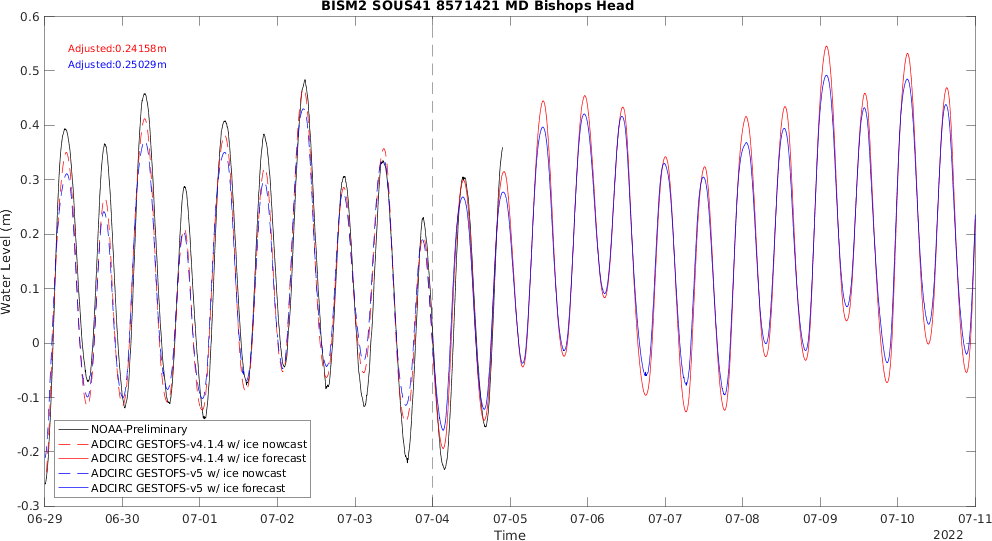 BISM2 SOUS41 8571421 MD Bishops Head
0.6
0.5
0.4
0.3
0.2
0.1
0
-0.1
-0.2
-0.3
Water Level (m)
Adjusted:0.24158m
Adjusted:0.25029m
NOAA-Preliminary
ADCIRC GESTOFS-v4.1.4 w/ ice nowcast
ADCIRC GESTOFS-v4.1.4 w/ ice forecast
ADCIRC GESTOFS-v5 w/ ice nowcast
ADCIRC GESTOFS-v5 w/ ice forecast
06-29 06-30 07-01 07-02 07-03 07-04 07-05 07-06 07-07 07-08 07-09 07-10 07-11
Time
2022